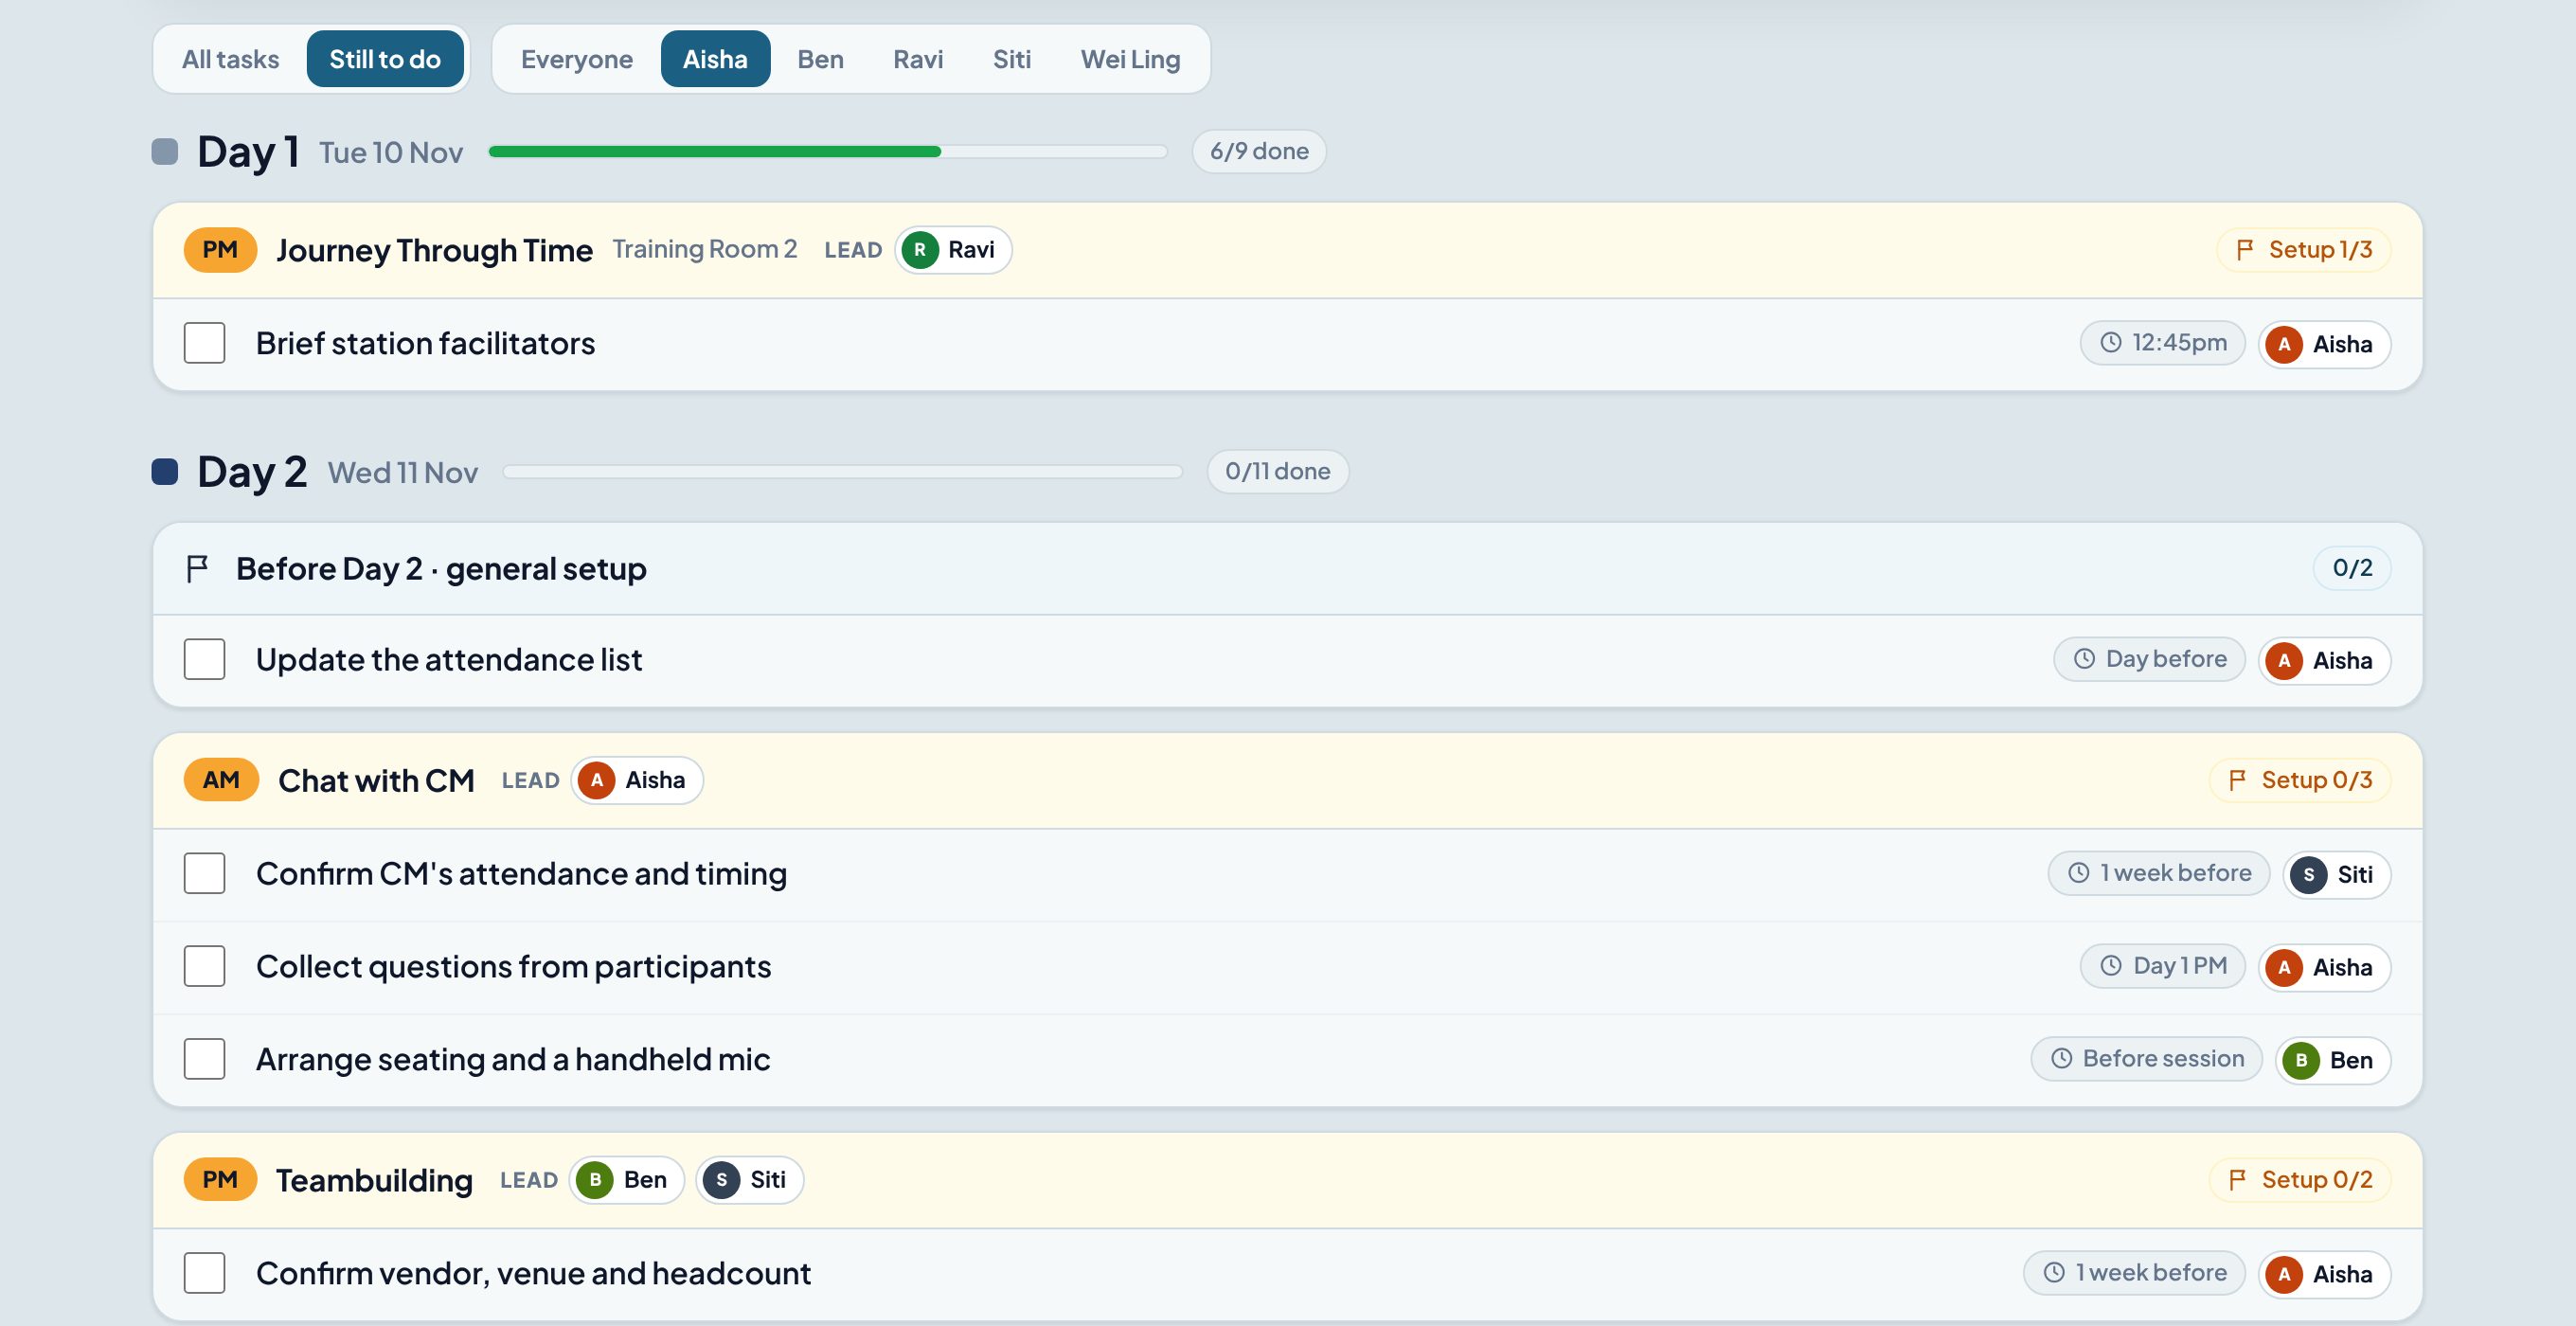 All tasks Still to do Everyone Aisha Ben Ravi Siti Wei Ling
Day 1 Tue 10 Nov 6/9 done
PM Journey Through Time Training Room 2 LEAD R Ravi Setup 1/3
Brief station facilitators 12:45pm A Aisha
Day 2 Wed 11 Nov 0/11 done
Before Day 2 · general setup 0/2
Update the attendance list Day before A Aisha
AM Chat with CM LEAD A Aisha Setup 0/3
Confirm CM's attendance and timing 1 week before S Siti
Collect questions from participants Day 1 PM A Aisha
Arrange seating and a handheld mic Before session B Ben
PM Teambuilding LEAD B Ben S Siti Setup 0/2
Confirm vendor, venue and headcount 1 week before A Aisha